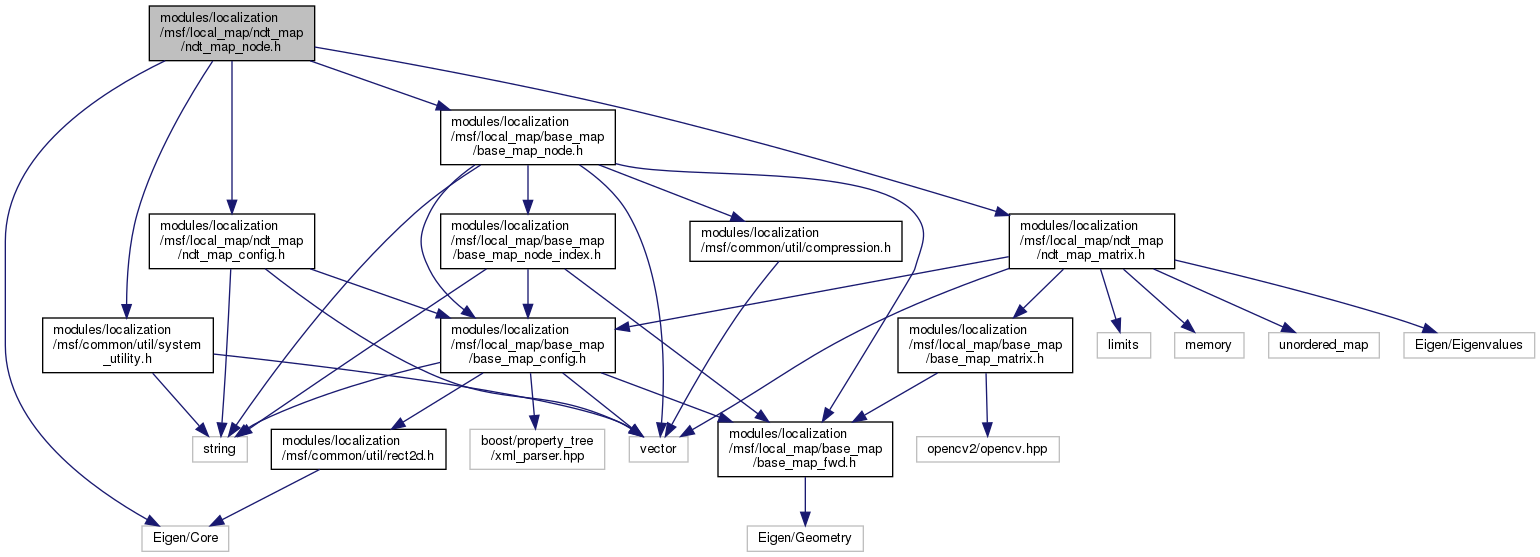 modules/localization
/msf/local_map/ndt_map
/ndt_map_node.h
modules/localization
/msf/local_map/base_map
/base_map_node.h
modules/localization
/msf/local_map/ndt_map
/ndt_map_config.h
modules/localization
/msf/local_map/base_map
/base_map_node_index.h
modules/localization
/msf/common/util/compression.h
modules/localization
/msf/local_map/ndt_map
/ndt_map_matrix.h
modules/localization
/msf/common/util/system
_utility.h
modules/localization
/msf/local_map/base_map
/base_map_config.h
modules/localization
/msf/local_map/base_map
/base_map_matrix.h
limits
memory
unordered_map
Eigen/Eigenvalues
string
modules/localization
/msf/common/util/rect2d.h
boost/property_tree
/xml_parser.hpp
vector
modules/localization
/msf/local_map/base_map
/base_map_fwd.h
opencv2/opencv.hpp
Eigen/Core
Eigen/Geometry